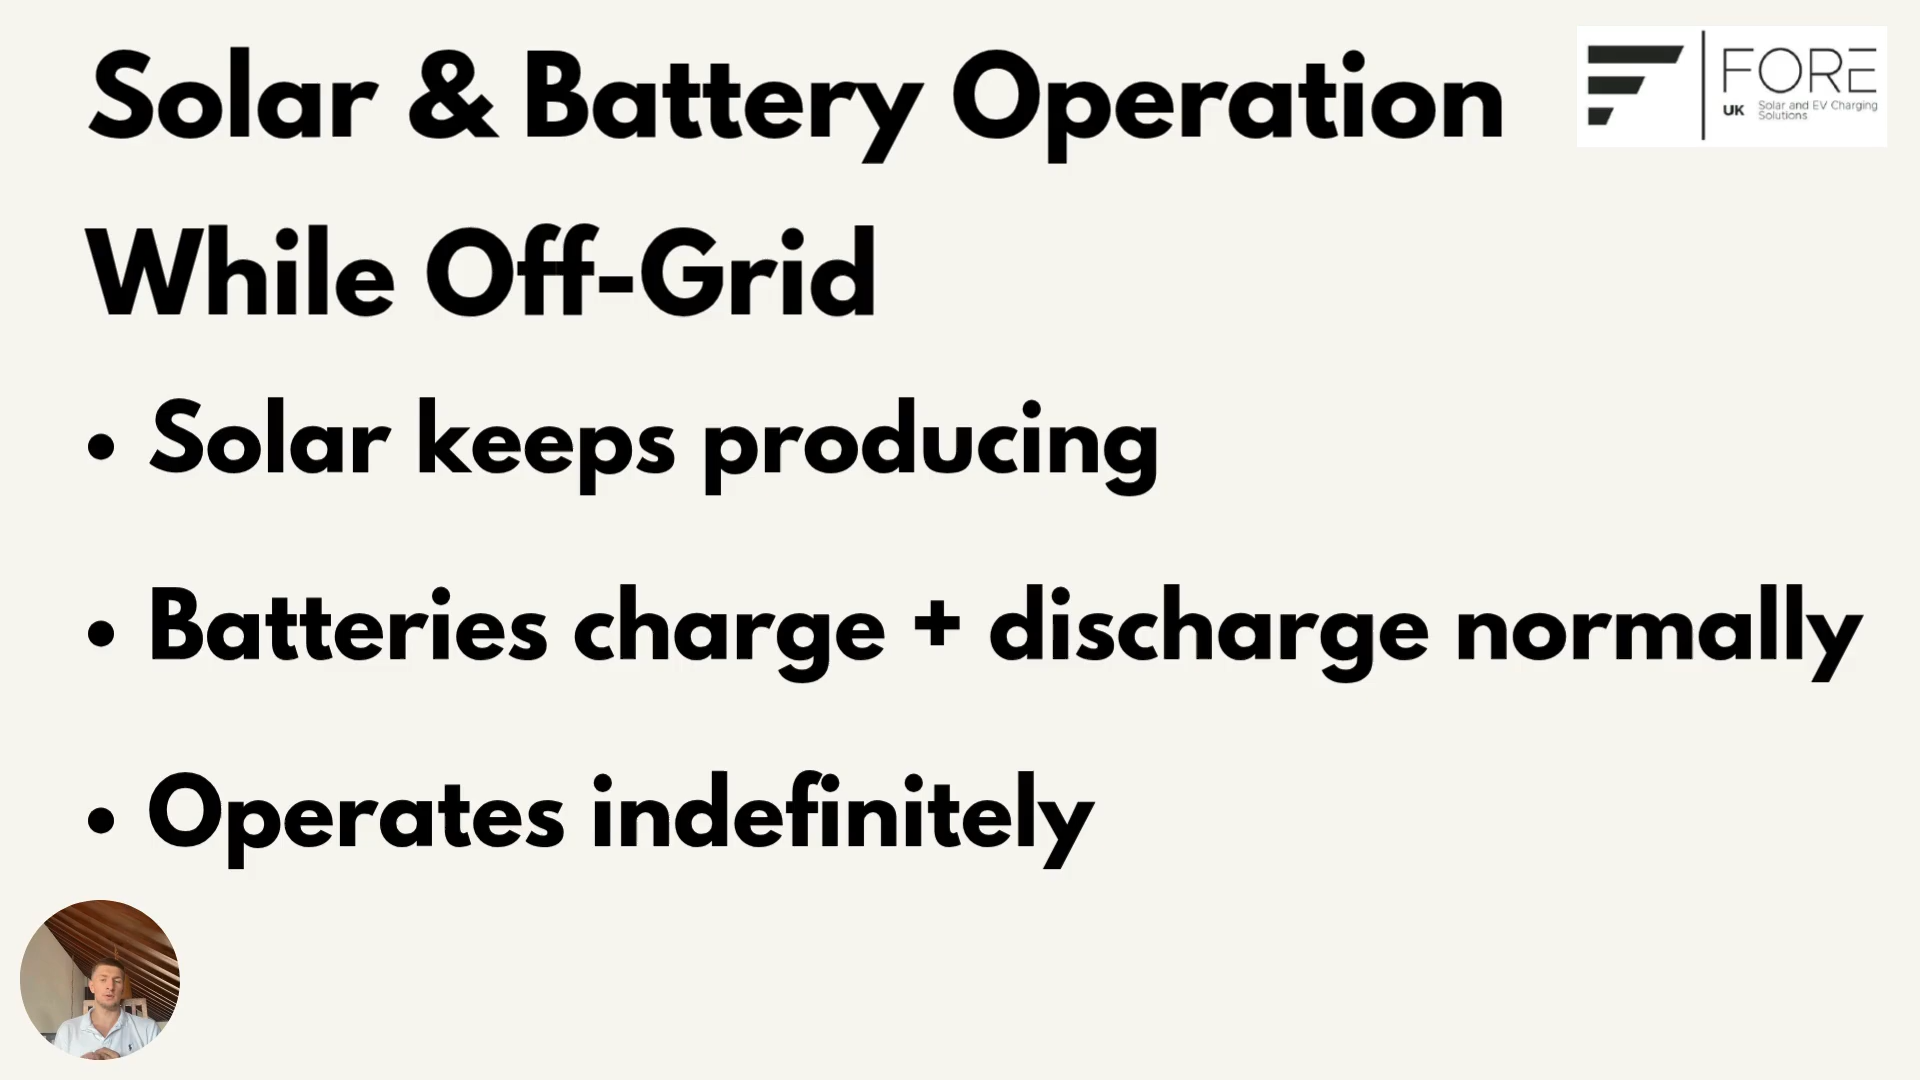 Solar & Battery Operation
While Off-Grid
• Solar keeps producing
• Batteries charge + discharge normally
• Operates indefinitely
FORE
UK Solar and EV Charging
Solutions